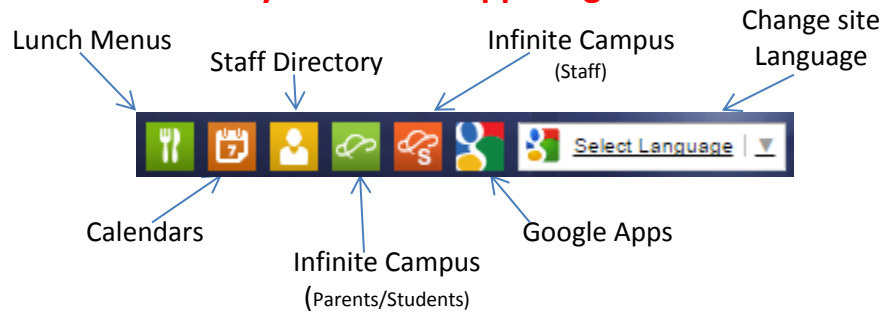 Change site
Language
Lunch Menus
Infinite Campus
(Staff)
Staff Directory
7
S
Select Language
Calendars
Google Apps
Infinite Campus
(Parents/Students)